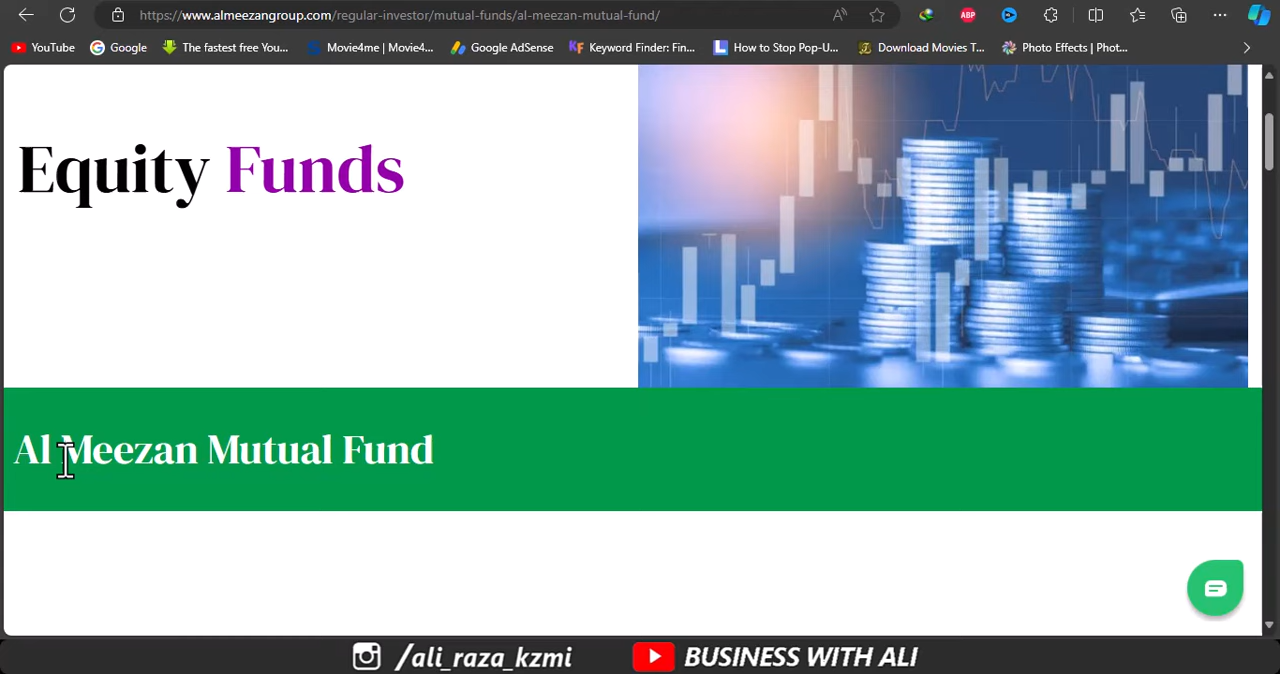 https://www.almeezangroup.com/regular-investor/mutual-funds/al-meezan-mutual-fund/
ABP
YouTube
Google
The fastest free You...
Movie4me | Movie4...
Google AdSense
KF
Keyword Finder: Fin...
L
How to Stop Pop-U...
Download Movies T...
Photo Effects | Phot...
Equity Funds
Al Meezan Mutual Fund
/ali_raza_kzmi
BUSINESS WITH ALI